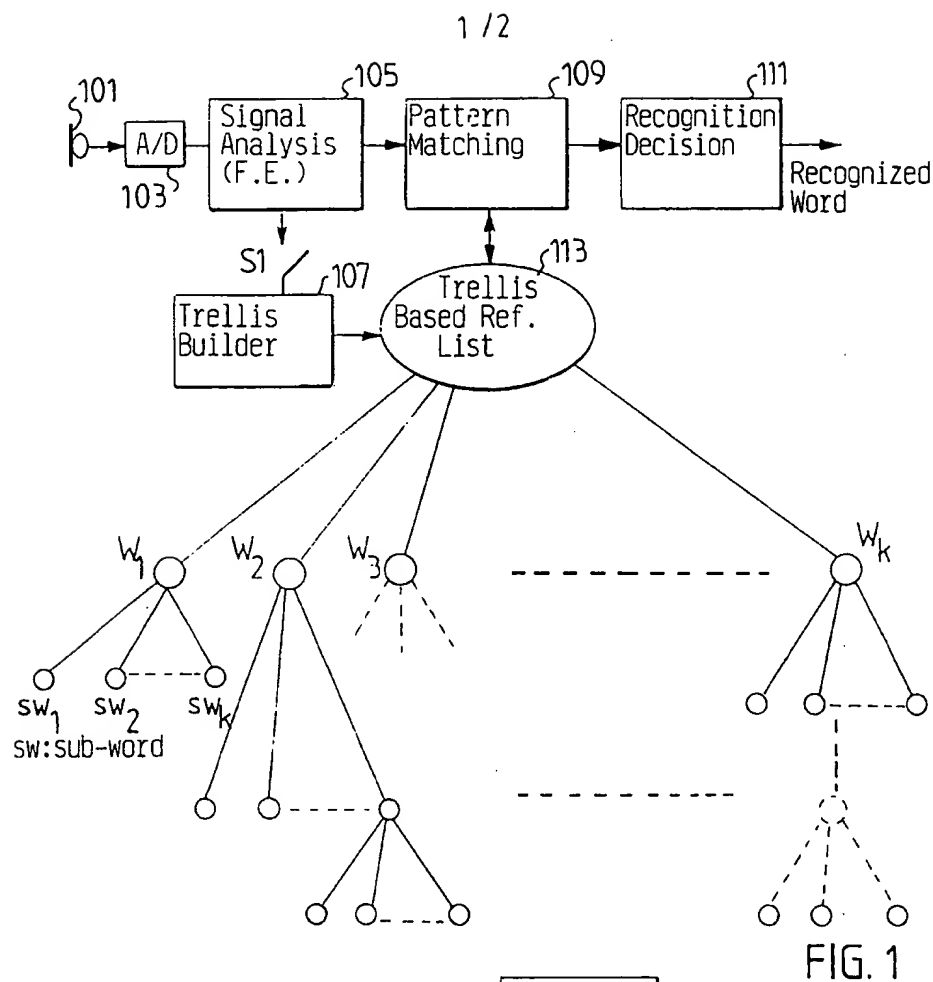 1/2
101
A/D
103
105
Signal
Analysis
(F.E.)
109
Pattern
Matching
111
Recognition
Decision
Recognized
Word
S1
107
Trellis
Builder
113
Trellis
Based Ref.
List
W1
W2
W3
Wk
sw1
sw2
swk
sw:sub-word
FIG. 1